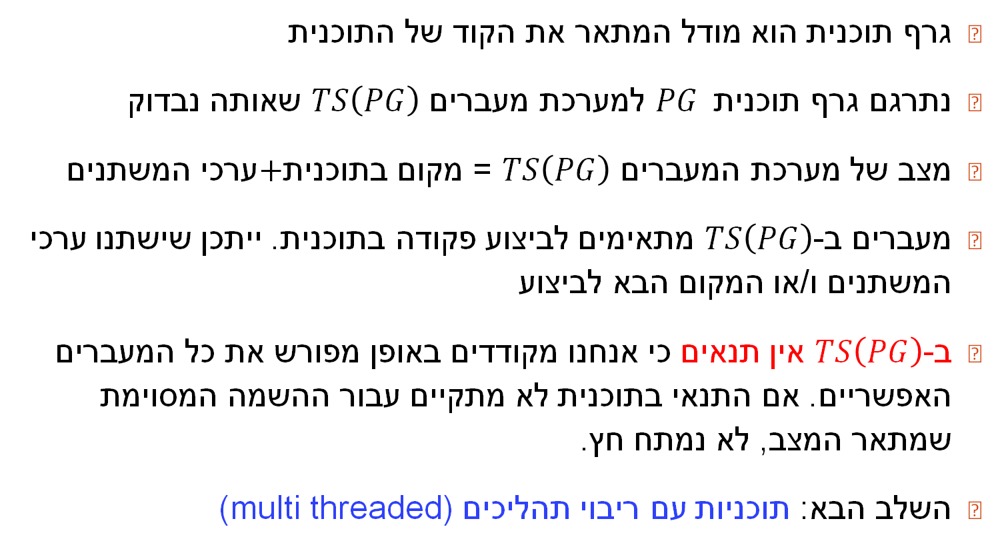 גרף תוכנית הוא מודל המתאר את הקוד של התוכנית
נתרגם גרף תוכנית PG למערכת מעברים TS(PG) שאותה נבדוק
מצב של מערכת המעברים TS(PG) = מקום בתוכנית+ערכי המשתנים
מעברים ב-TS(PG) מתאימים לביצוע פקודה בתוכנית. ייתכן שישתנו ערכי
המשתנים ו/או המקום הבא לביצוע
ב-TS(PG) אין תנאים כי אנחנו מקודדים באופן מפורש את כל המעברים
האפשריים. אם התנאי בתוכנית לא מתקיים עבור ההשמה המסוימת
שמתאר המצב, לא נמתח חץ.
השלב הבא: תוכניות עם ריבוי תהליכים (multi threaded)